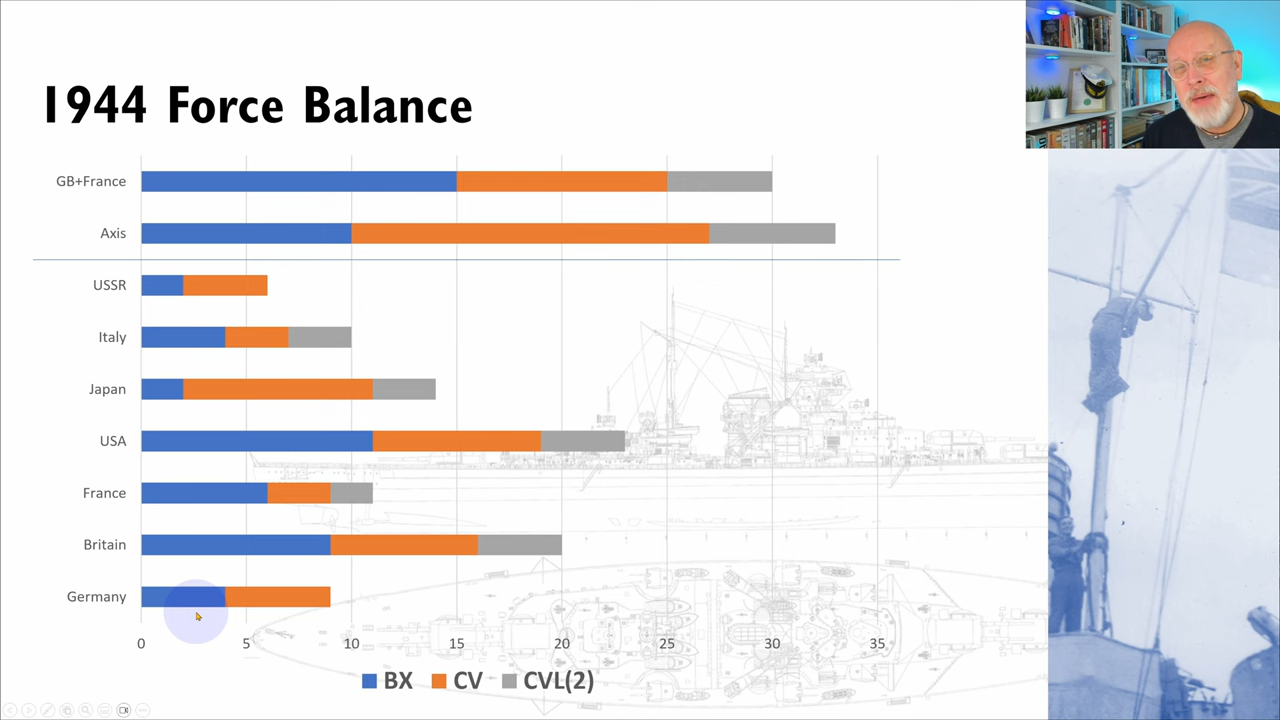 1944 Force Balance
GB+France
Axis
USSR
Italy
Japan
USA
France
Britain
Germany
0 5 10 15 20 25 30 35
BX CV CVL(2)